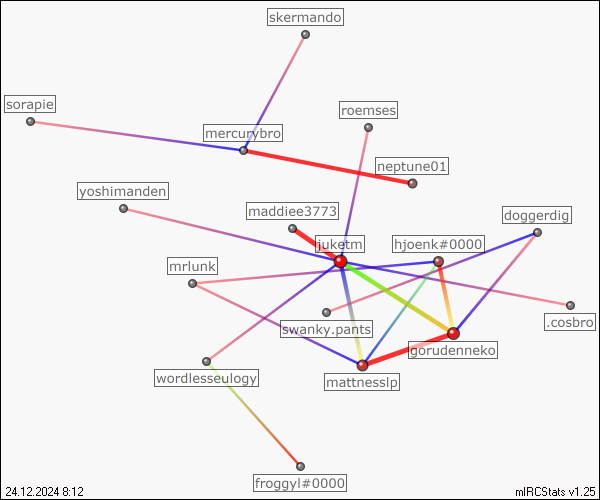 skermando
sorapie
roemses
mercurybro
neptune01
yoshimanden
maddiee3773
doggerdig
juketm
hjoenk#0000
mrlunk
swanky.pants
.cosbro
gorudenneko
wordlesseulogy
mattnesslp
froggyl#0000
24.12.2024 8:12
mIRCStats v1.25